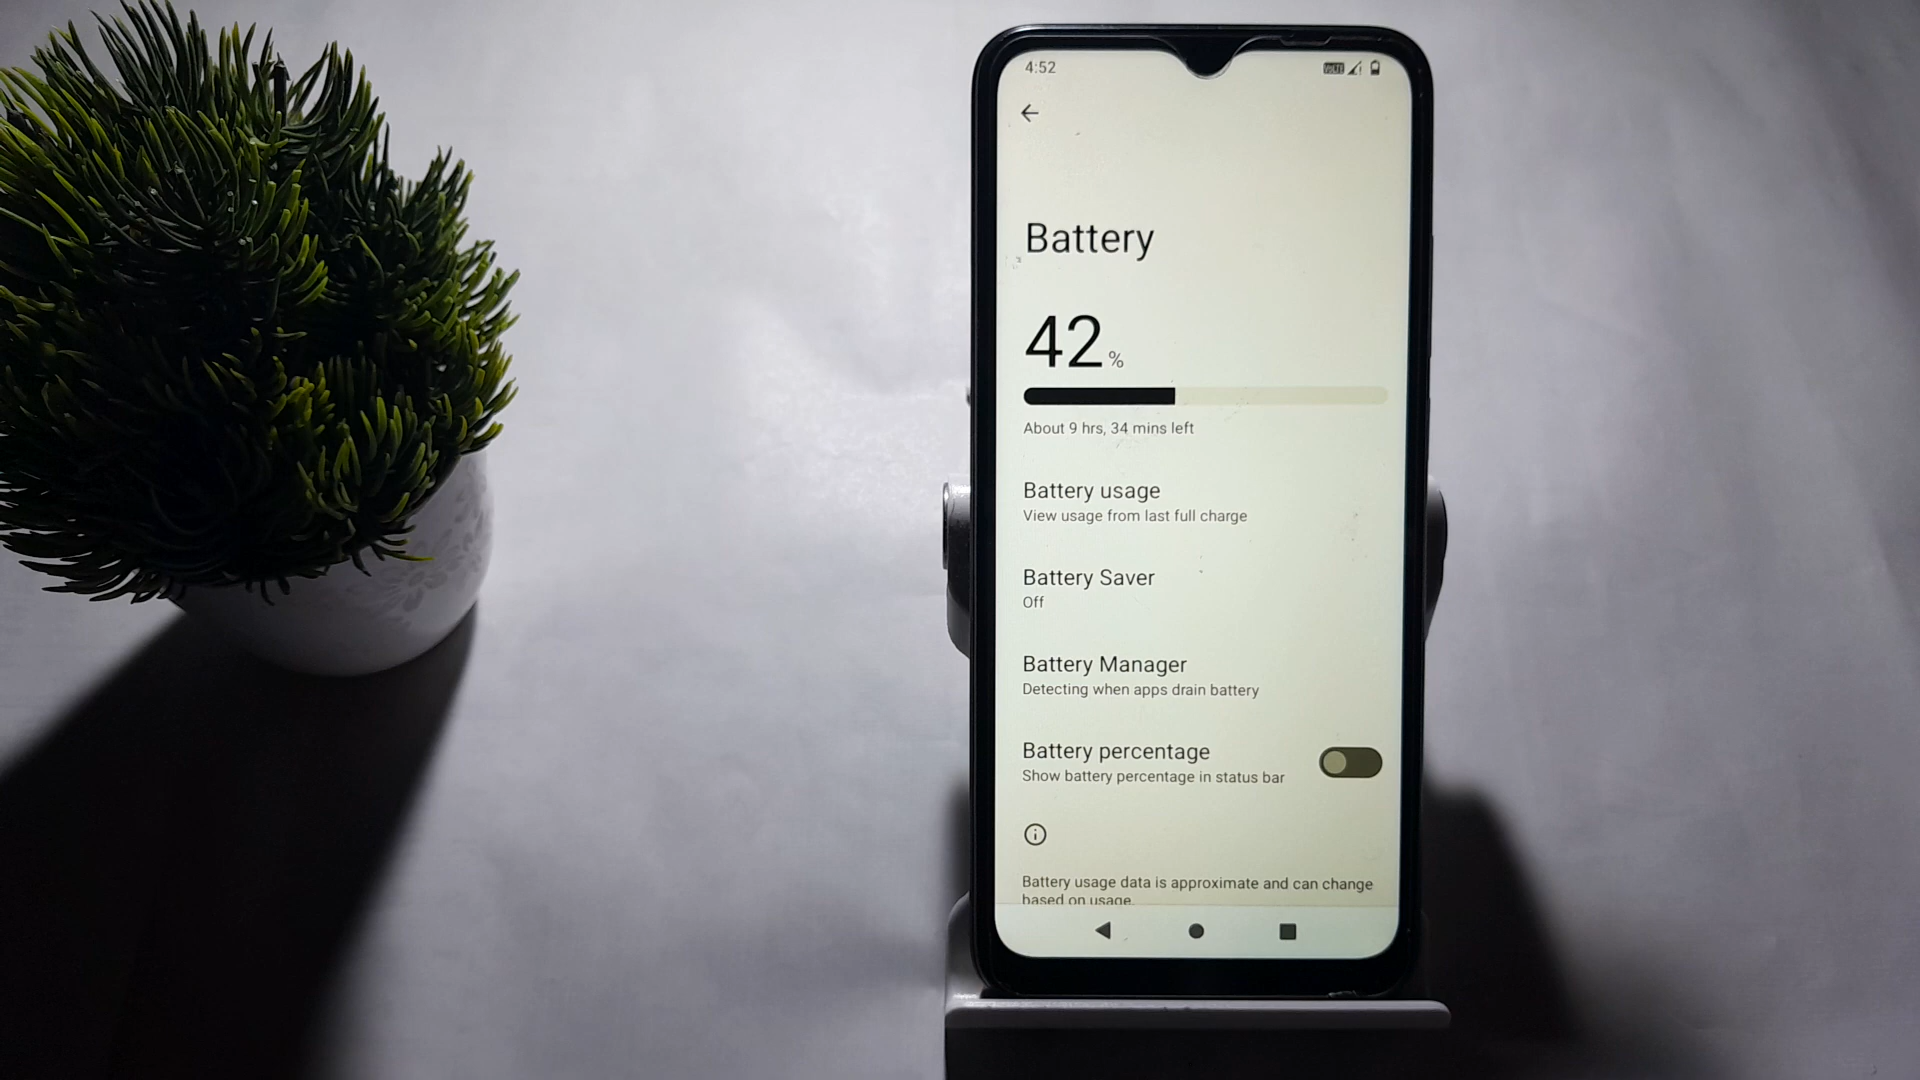 4:52
VoLTE
Battery
42%
About 9 hrs, 34 mins left
Battery usage
View usage from last full charge
Battery Saver
Off
Battery Manager
Detecting when apps drain battery
Battery percentage
Show battery percentage in status bar
Battery usage data is approximate and can change
based on usage.